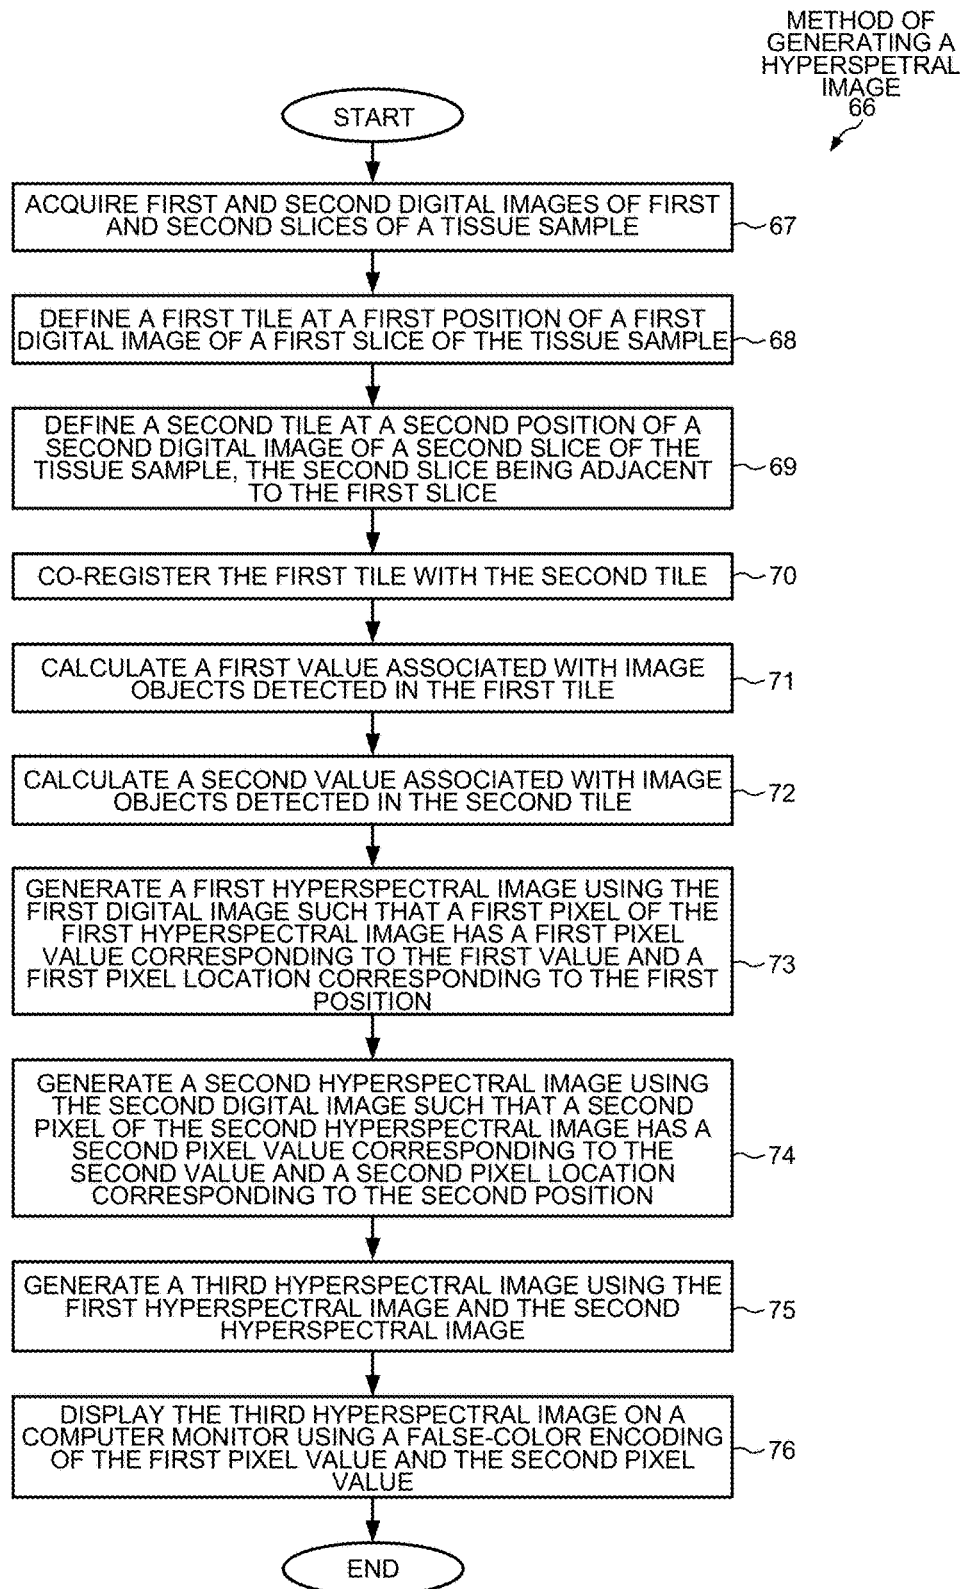 METHOD OF
GENERATING A
HYPERSPETRAL
IMAGE
66
START
ACQUIRE FIRST AND SECOND DIGITAL IMAGES OF FIRST
AND SECOND SLICES OF A TISSUE SAMPLE
67
DEFINE A FIRST TILE AT A FIRST POSITION OF A FIRST
DIGITAL IMAGE OF A FIRST SLICE OF THE TISSUE SAMPLE
68
DEFINE A SECOND TILE AT A SECOND POSITION OF A
SECOND DIGITAL IMAGE OF A SECOND SLICE OF THE
TISSUE SAMPLE, THE SECOND SLICE BEING ADJACENT
TO THE FIRST SLICE
69
CO-REGISTER THE FIRST TILE WITH THE SECOND TILE
70
CALCULATE A FIRST VALUE ASSOCIATED WITH IMAGE
OBJECTS DETECTED IN THE FIRST TILE
71
CALCULATE A SECOND VALUE ASSOCIATED WITH IMAGE
OBJECTS DETECTED IN THE SECOND TILE
72
GENERATE A FIRST HYPERSPECTRAL IMAGE USING THE
FIRST DIGITAL IMAGE SUCH THAT A FIRST PIXEL OF THE
FIRST HYPERSPECTRAL IMAGE HAS A FIRST PIXEL
VALUE CORRESPONDING TO THE FIRST VALUE AND A
FIRST PIXEL LOCATION CORRESPONDING TO THE FIRST
POSITION
73
GENERATE A SECOND HYPERSPECTRAL IMAGE USING
THE SECOND DIGITAL IMAGE SUCH THAT A SECOND
PIXEL OF THE SECOND HYPERSPECTRAL IMAGE HAS A
SECOND PIXEL VALUE CORRESPONDING TO THE
SECOND VALUE AND A SECOND PIXEL LOCATION
CORRESPONDING TO THE SECOND POSITION
74
GENERATE A THIRD HYPERSPECTRAL IMAGE USING THE
FIRST HYPERSPECTRAL IMAGE AND THE SECOND
HYPERSPECTRAL IMAGE
75
DISPLAY THE THIRD HYPERSPECTRAL IMAGE ON A
COMPUTER MONITOR USING A FALSE-COLOR ENCODING
OF THE FIRST PIXEL VALUE AND THE SECOND PIXEL
VALUE
76
END